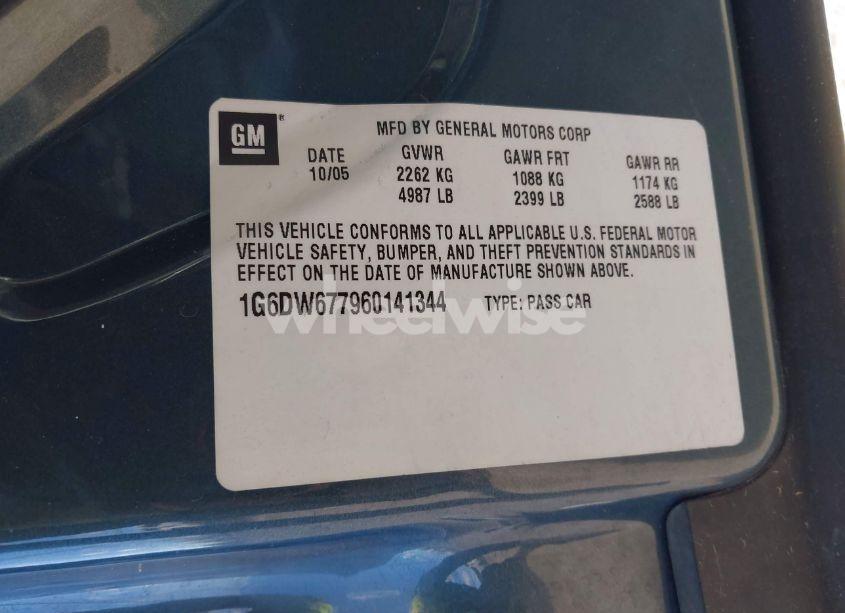 GM®
MFD BY GENERAL MOTORS CORP
DATE GVWR GAWR FRT GAWR RR
10/05 2262 KG 1088 KG 1174 KG
4987 LB 2399 LB 2588 LB
THIS VEHICLE CONFORMS TO ALL APPLICABLE U.S. FEDERAL MOTOR
VEHICLE SAFETY, BUMPER, AND THEFT PREVENTION STANDARDS IN
EFFECT ON THE DATE OF MANUFACTURE SHOWN ABOVE.
1G6DW677960141344 TYPE: PASS CAR
wheelwise